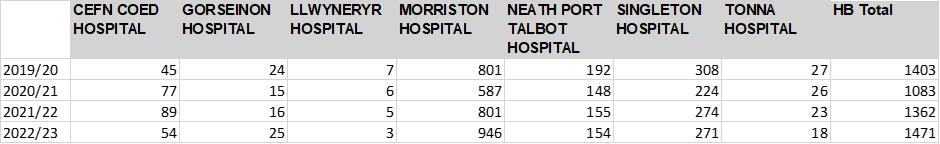 CEFN COED HOSPITAL GORSEINON HOSPITAL LLWYNERYR HOSPITAL MORRISTON HOSPITAL NEATH PORT TALBOT HOSPITAL SINGLETON HOSPITAL TONNA HOSPITAL HB Total
2019/20 45 24 7 801 192 308 27 1403
2020/21 77 15 6 587 148 224 26 1083
2021/22 89 16 5 801 155 274 23 1362
2022/23 54 25 3 946 154 271 18 1471